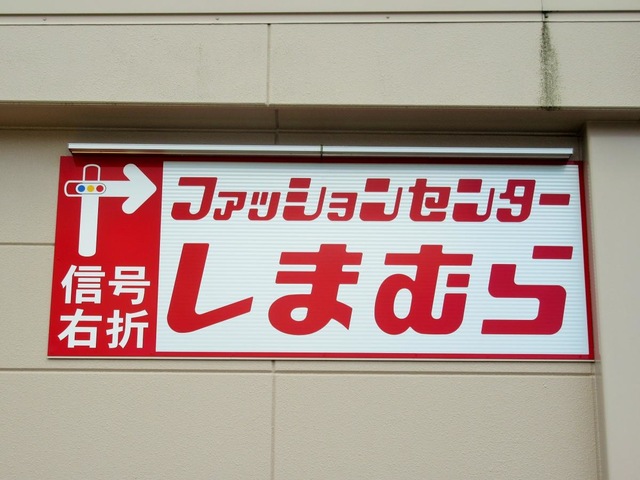 信号
右折
ファッションセンター
しまむら